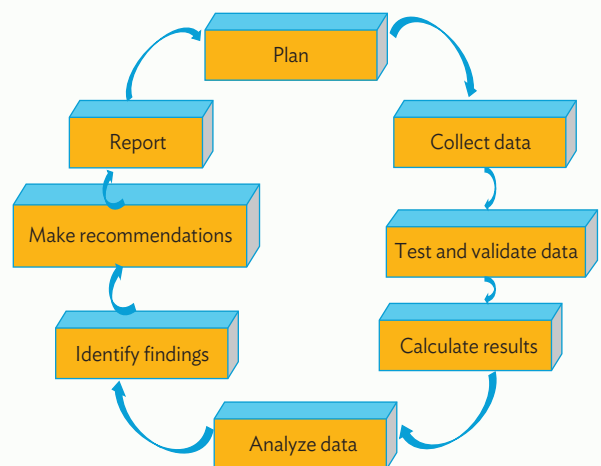 Plan
Collect data
Test and validate data
Calculate results
Analyze data
Identify findings
Make recommendations
Report